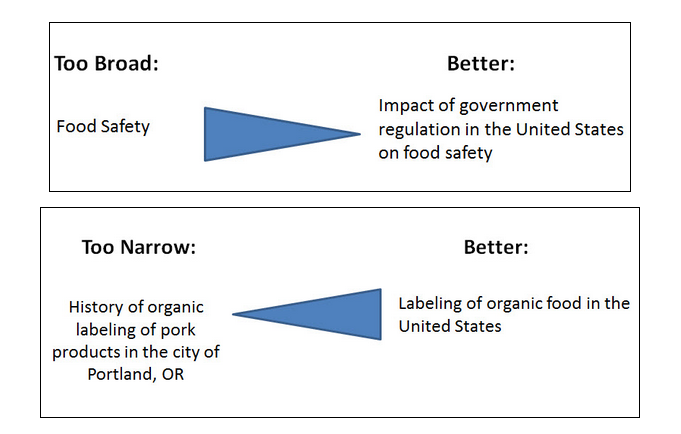 Too Broad:
Better:
Food Safety
Impact of government
regulation in the United States
on food safety
Too Narrow:
Better:
History of organic
labeling of pork
products in the city of
Portland, OR
Labeling of organic food in the
United States